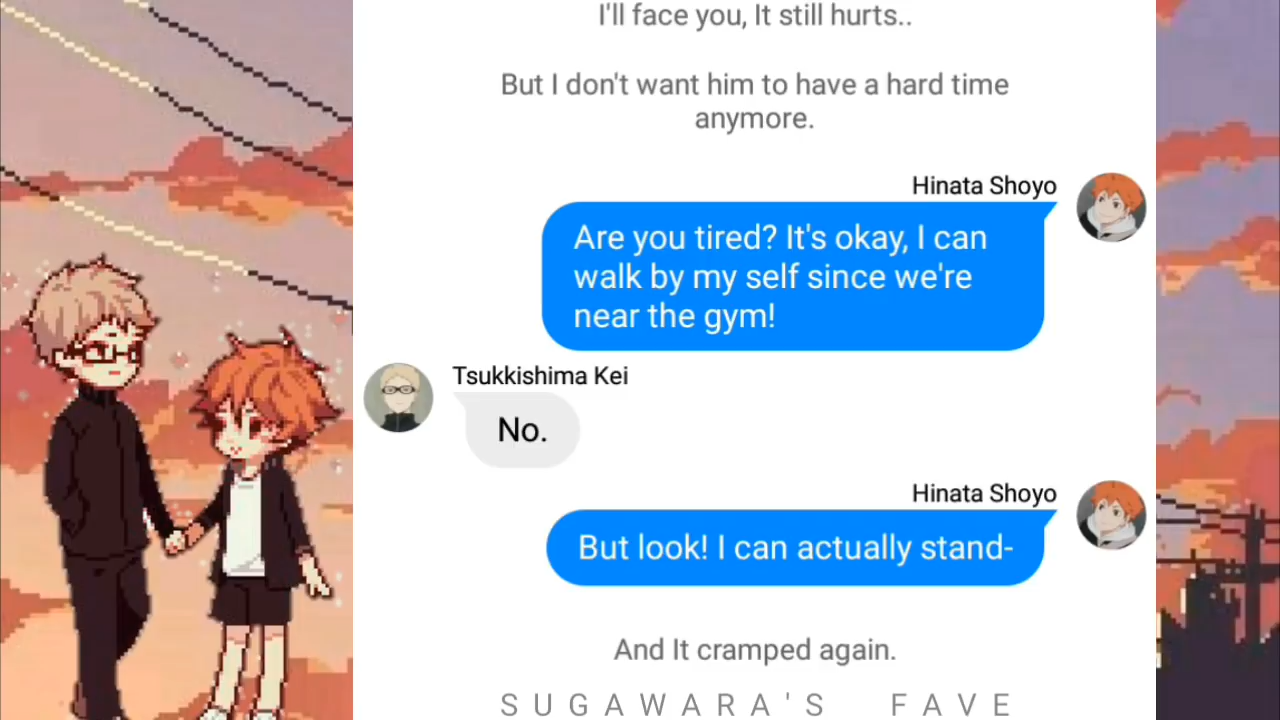 I'll face you, It still hurts..
But I don't want him to have a hard time
anymore.
Hinata Shoyo
Are you tired? It's okay, I can
walk by my self since we're
near the gym!
Tsukkishima Kei
No.
Hinata Shoyo
But look! I can actually stand-
And It cramped again.
SUGAWARA'S FAVE